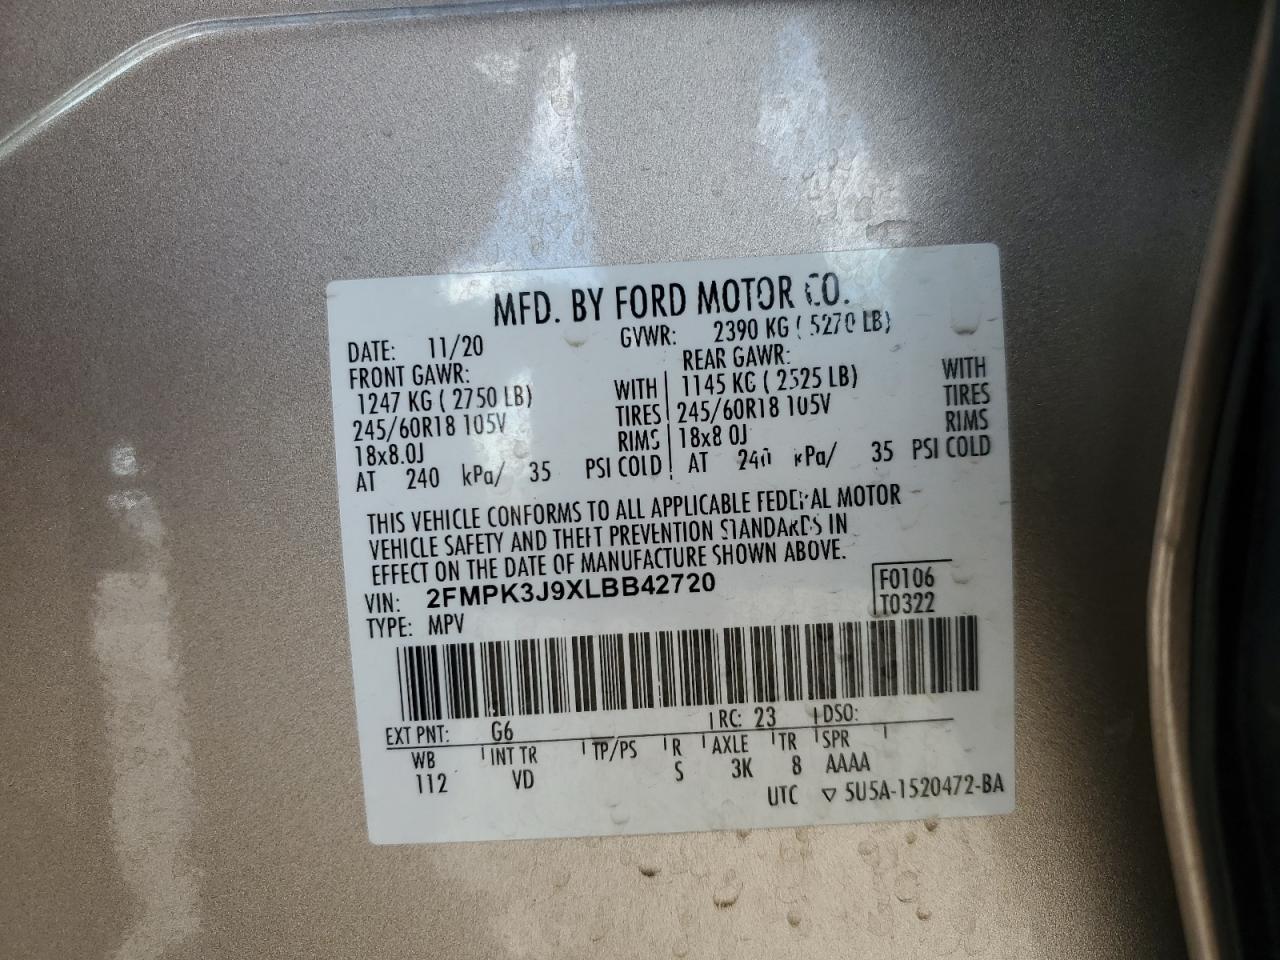 MFD. BY FORD MOTOR CO.
DATE: 11/20 GVWR: 2390 KG ( 5270 LB)
FRONT GAWR: REAR GAWR:
1247 KG ( 2750 LB) WITH 1145 KG ( 2525 LB) WITH
245/60R18 105V TIRES 245/60R18 105V TIRES
18x8.0J RIMS 18x8.0J RIMS
AT 240 kPa/ 35 PSI COLD AT 240 kPa/ 35 PSI COLD
THIS VEHICLE CONFORMS TO ALL APPLICABLE FEDERAL MOTOR
VEHICLE SAFETY AND THEFT PREVENTION STANDARDS IN
EFFECT ON THE DATE OF MANUFACTURE SHOWN ABOVE.
VIN: 2FMPK3J9XLBB42720 F0106
TYPE: MPV T0322
EXT PNT: G6 RC: 23 DSO:
WB INT TR TP/PS R AXLE TR SPR
112 VD S 3K 8 AAAA
UTC ▽ 5U5A-1520472-BA